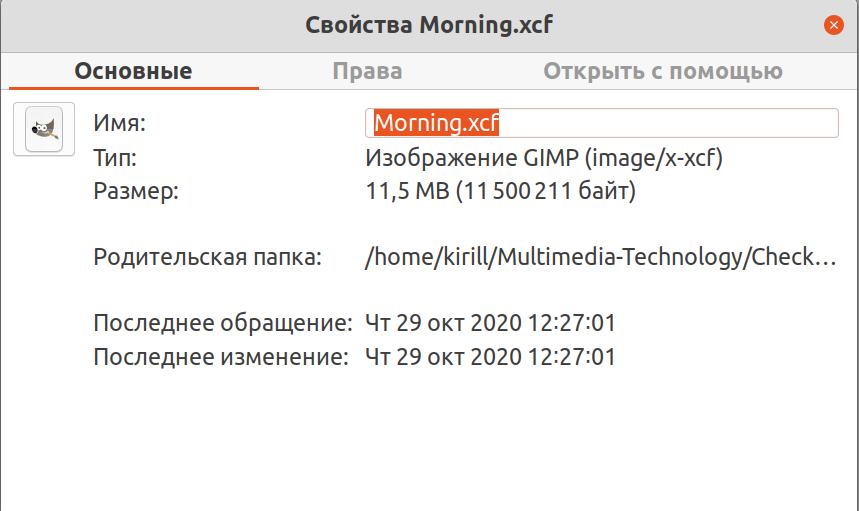 Свойства Morning.xcf
Основные Права Открыть с помощью
Имя: Morning.xcf
Тип: Изображение GIMP (image/x-xcf)
Размер: 11,5 MB (11 500 211 байт)
Родительская папка: /home/kirill/Multimedia-Technology/Check…
Последнее обращение: Чт 29 окт 2020 12:27:01
Последнее изменение: Чт 29 окт 2020 12:27:01